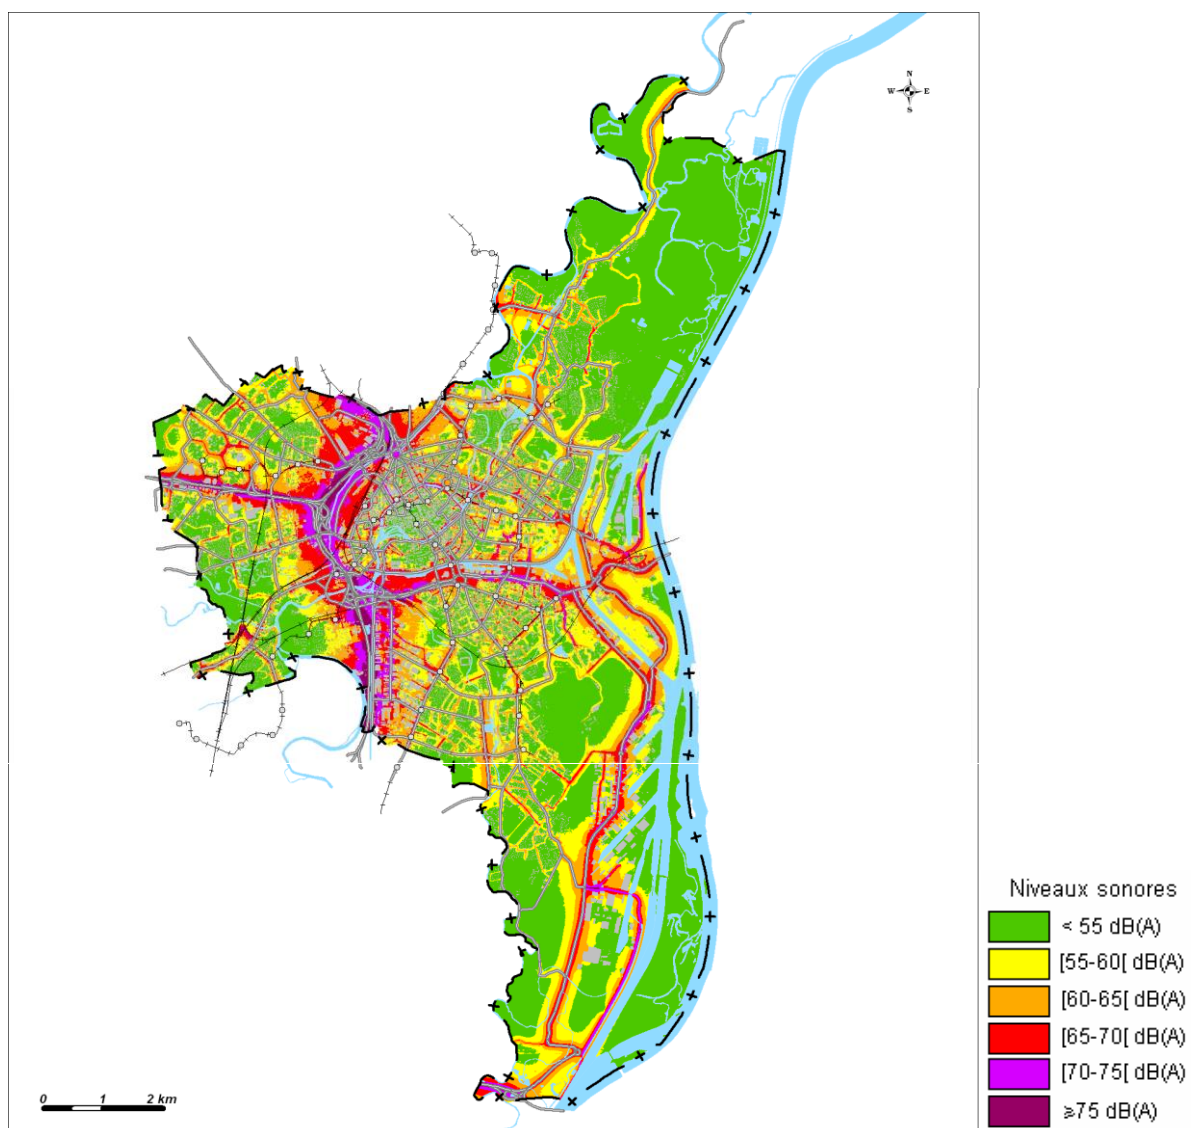 N
W E
S
Niveaux sonores
< 55 dB(A)
[55-60[ dB(A)
[60-65[ dB(A)
[65-70[ dB(A)
[70-75[ dB(A)
≥75 dB(A)
0 1 2 km